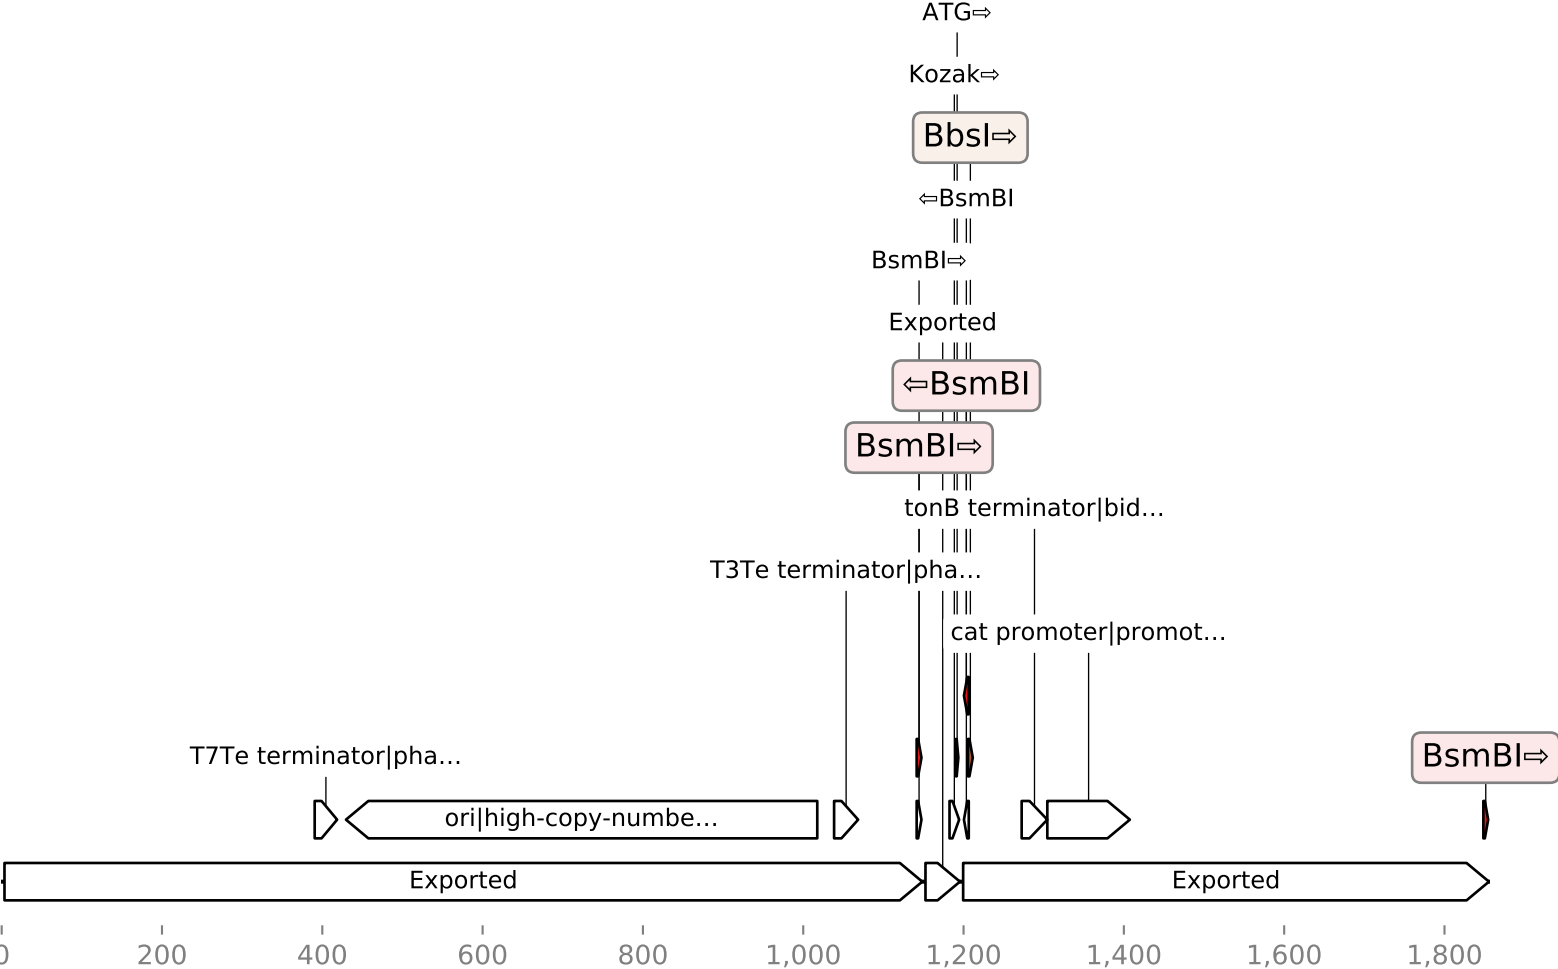 ATG⇨
Kozak⇨
BbsI⇨
⇦BsmBI
BsmBI⇨
Exported
⇦BsmBI
BsmBI⇨
tonB terminator|bid…
T3Te terminator|pha…
cat promoter|promot…
T7Te terminator|pha…
BsmBI⇨
ori|high-copy-numbe…
Exported
Exported
0 200 400 600 800 1,000 1,200 1,400 1,600 1,800